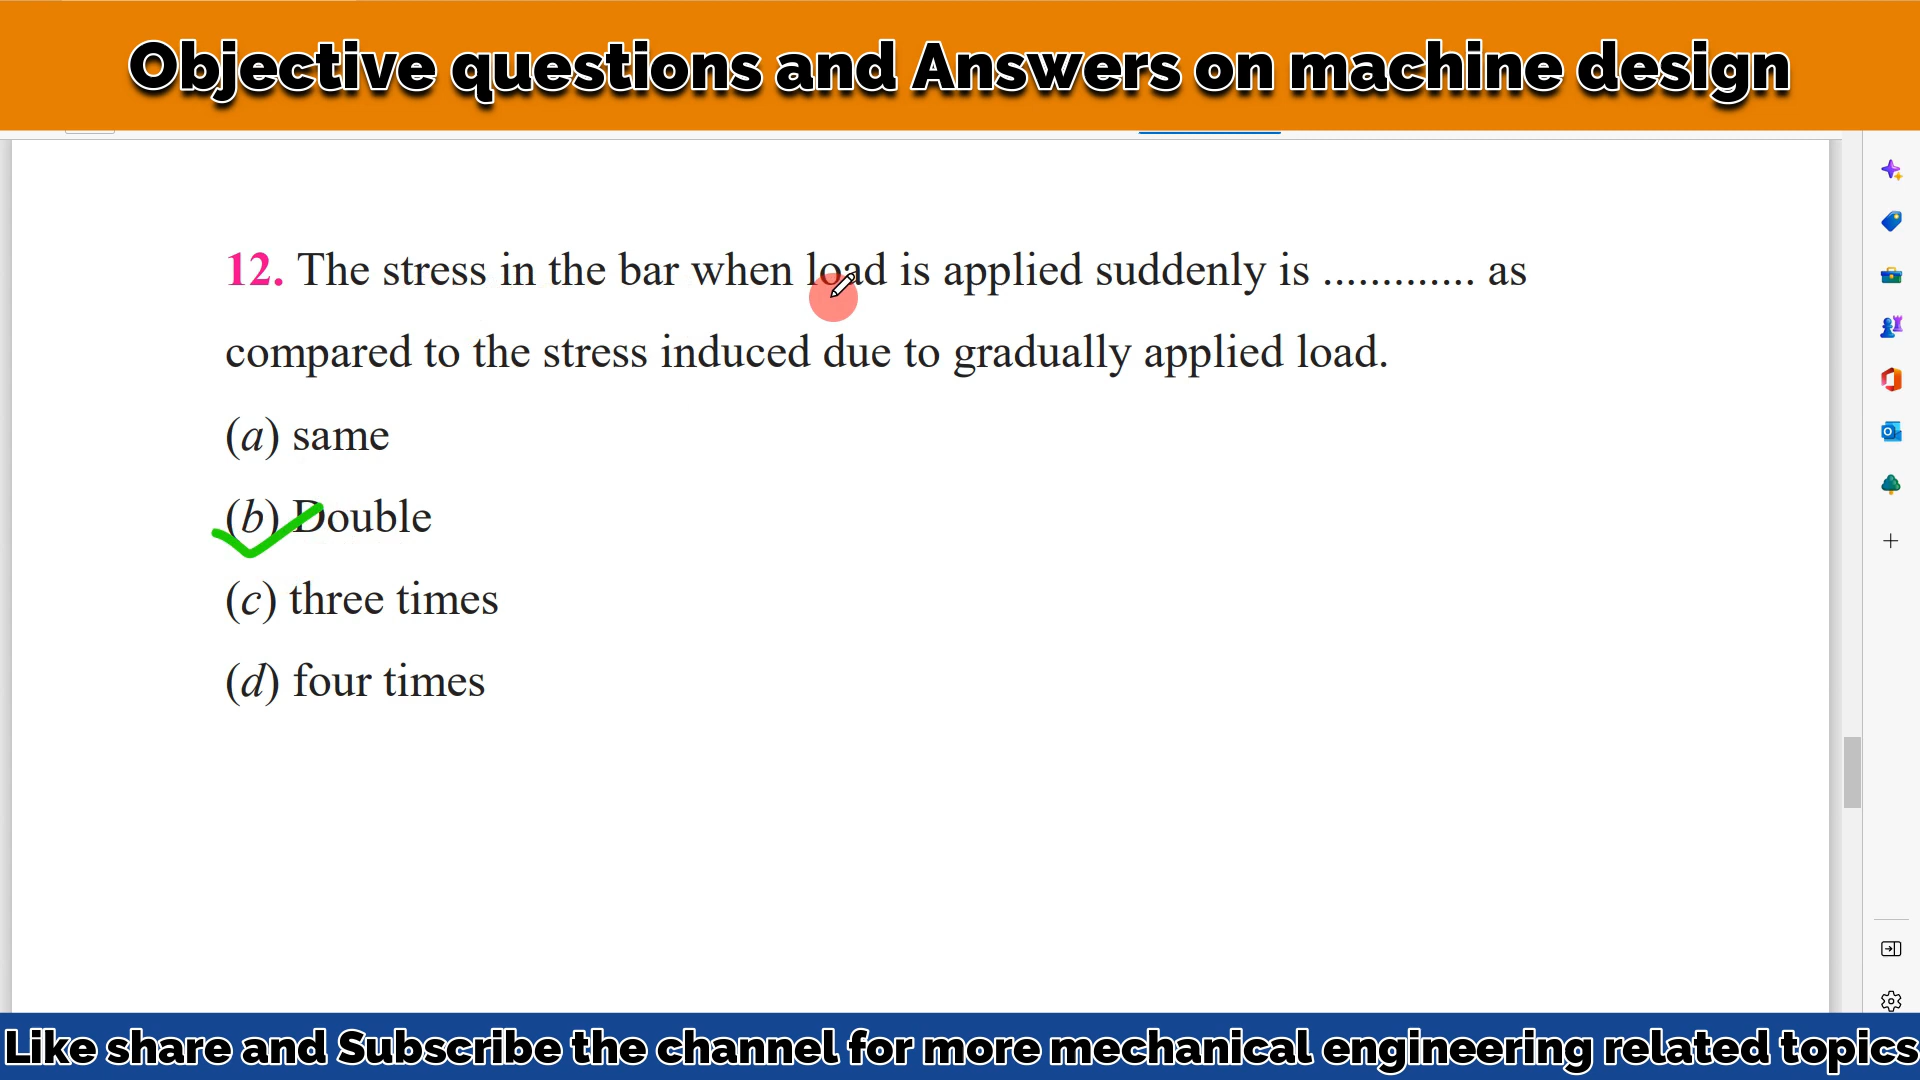 Objective questions and Answers on machine design
12. The stress in the bar when load is applied suddenly is ............. as
compared to the stress induced due to gradually applied load.
(a) same
(b) Double
(c) three times
(d) four times
Like share and Subscribe the channel for more mechanical engineering related topics